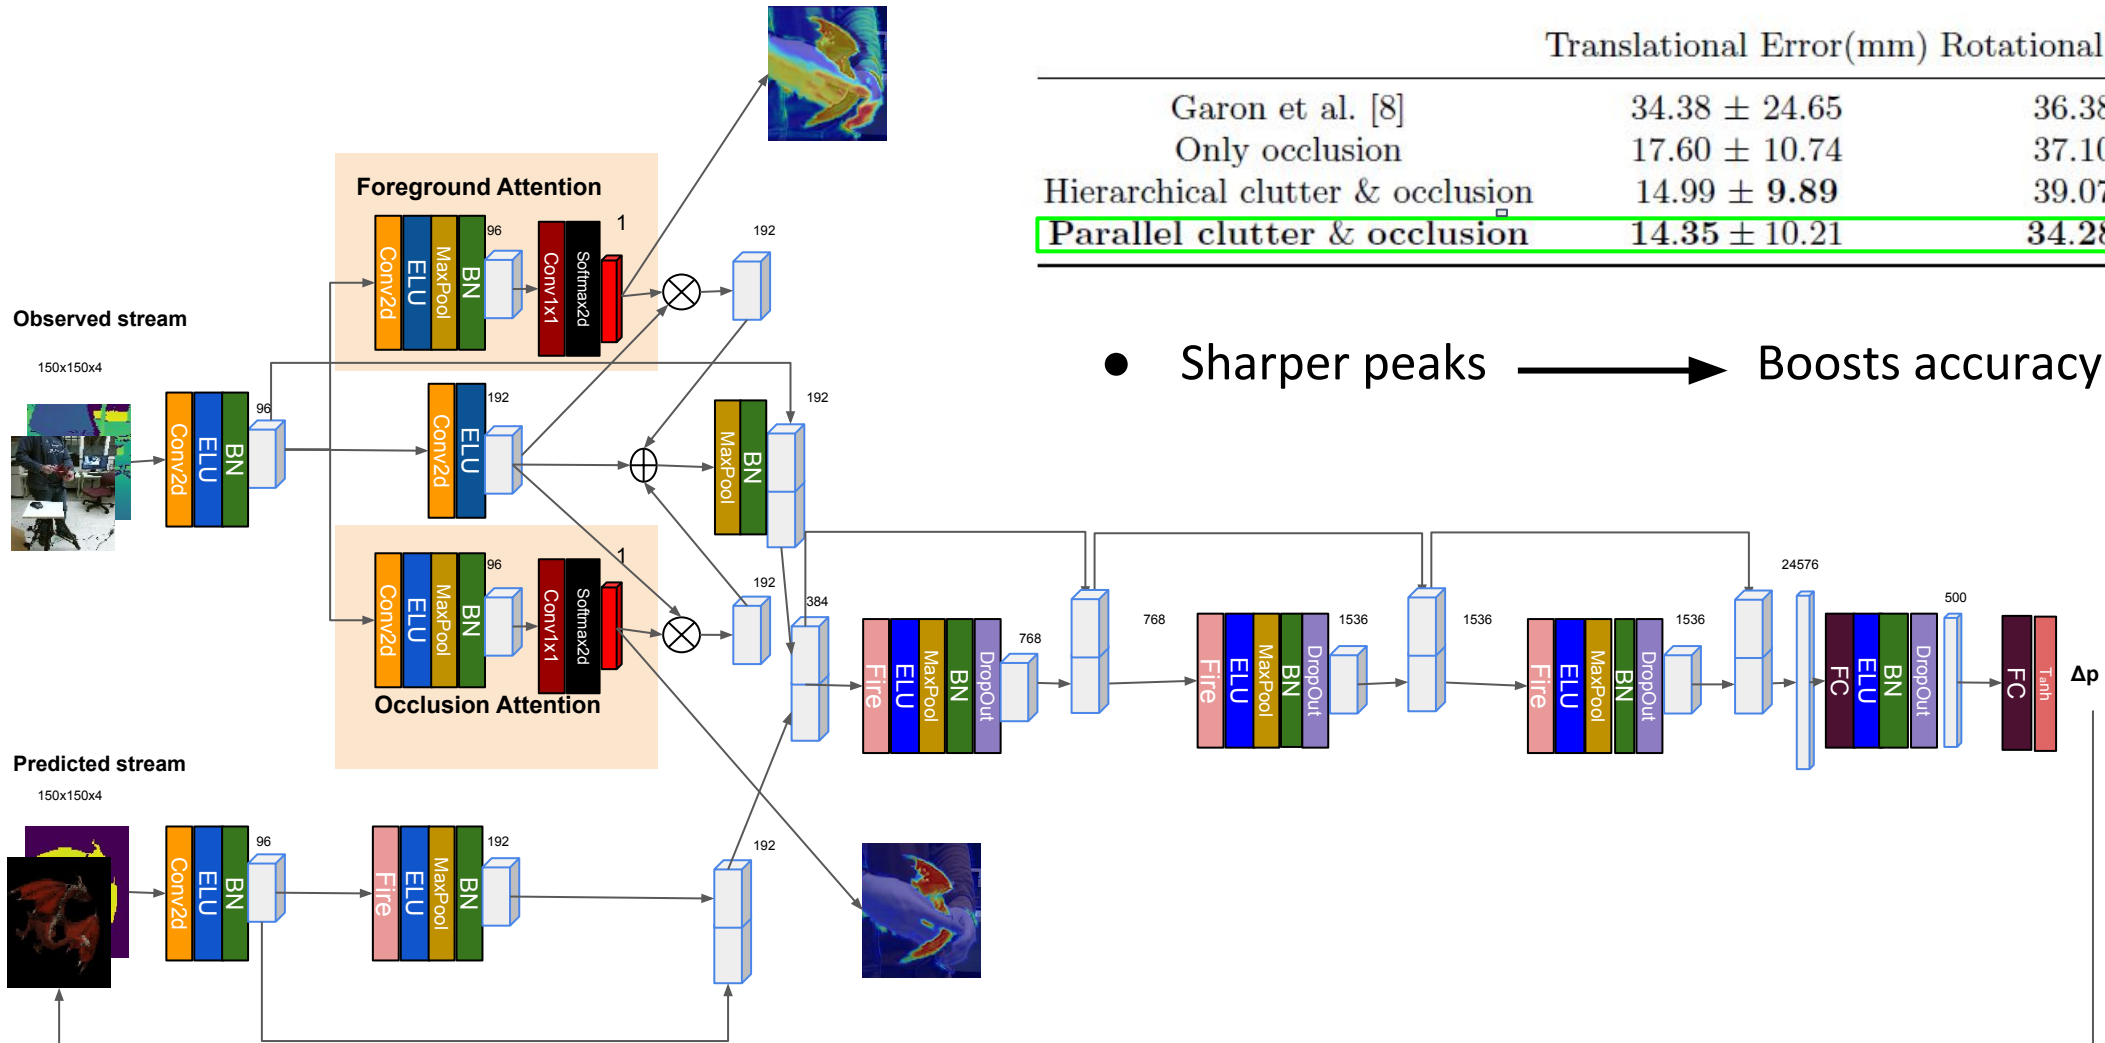 Translational Error(mm) Rotational
Garon et al. [8] 34.38 ± 24.65 36.38
Only occlusion 17.60 ± 10.74 37.10
Hierarchical clutter & occlusion 14.99 ± 9.89 39.07
Parallel clutter & occlusion 14.35 ± 10.21 34.28
● Sharper peaks → Boosts accuracy
Foreground Attention
Conv2d
ELU
MaxPool
BN
96
Conv1x1
Softmax2d
1
192
Observed stream
150x150x4
Conv2d
ELU
BN
96
Conv2d
ELU
192
MaxPool
BN
192
Conv2d
ELU
MaxPool
BN
96
Conv1x1
Softmax2d
1
192
Occlusion Attention
384
Fire
ELU
MaxPool
BN
DropOut
768
768
Fire
ELU
MaxPool
BN
DropOut
1536
1536
Fire
ELU
MaxPool
BN
DropOut
1536
24576
FC
ELU
BN
DropOut
500
FC
Tanh
Δp
Predicted stream
150x150x4
Conv2d
ELU
BN
96
Fire
ELU
MaxPool
BN
192
192